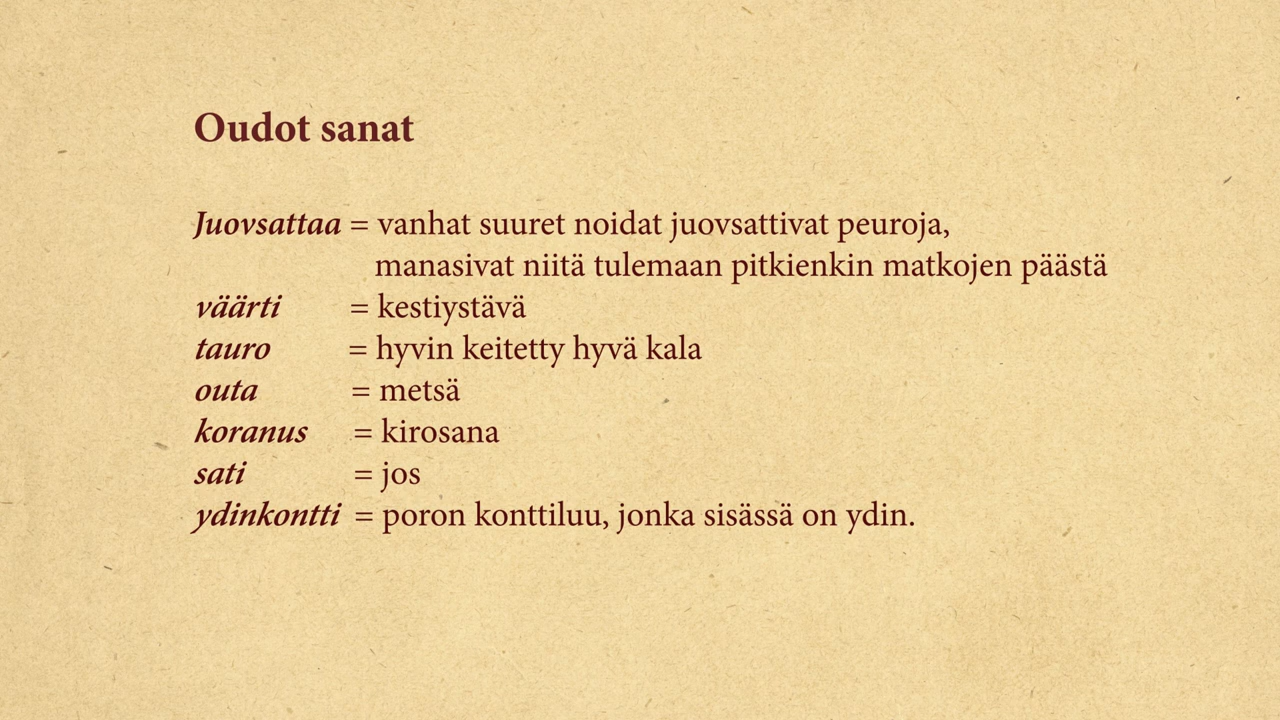 Oudot sanat
Juovsattaa = vanhat suuret noidat juovsattivat peuroja,
manasivat niitä tulemaan pitkienkin matkojen päästä
väärti = kestiystävä
tauro = hyvin keitetty hyvä kala
outa = metsä
koranus = kirosana
sati = jos
ydinkontti = poron konttiluu, jonka sisässä on ydin.